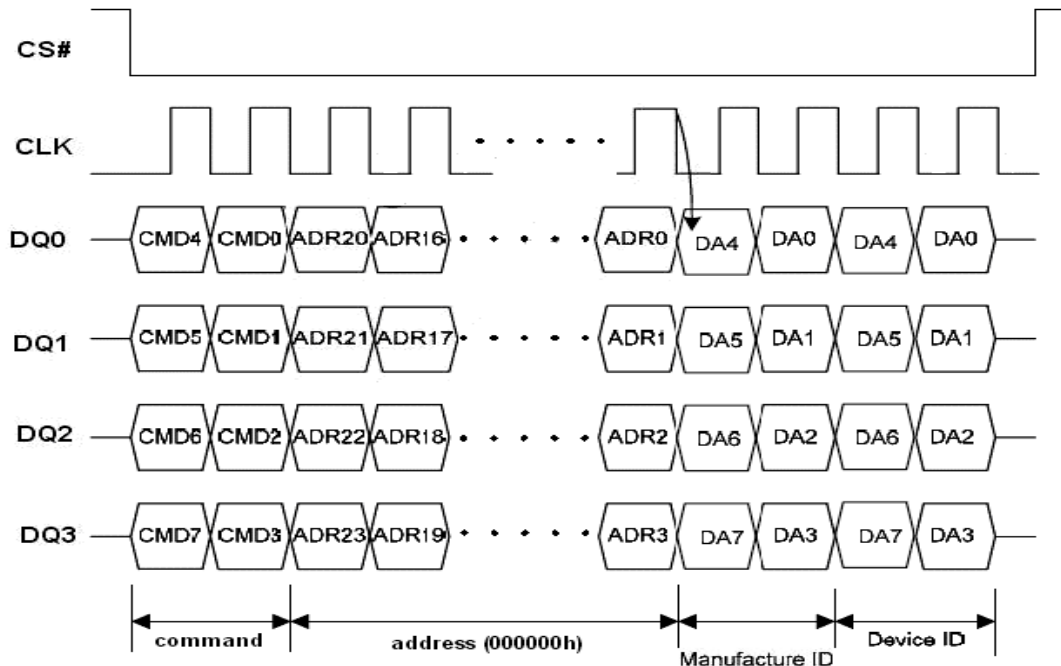 CS#
CLK
DQ0 CMD4 CMD0 ADR20 ADR16 ADR0 DA4 DA0 DA4 DA0
DQ1 CMD5 CMD1 ADR21 ADR17 ADR1 DA5 DA1 DA5 DA1
DQ2 CMD6 CMD2 ADR22 ADR18 ADR2 DA6 DA2 DA6 DA2
DQ3 CMD7 CMD3 ADR23 ADR19 ADR3 DA7 DA3 DA7 DA3
command address (000000h) Manufacture ID Device ID